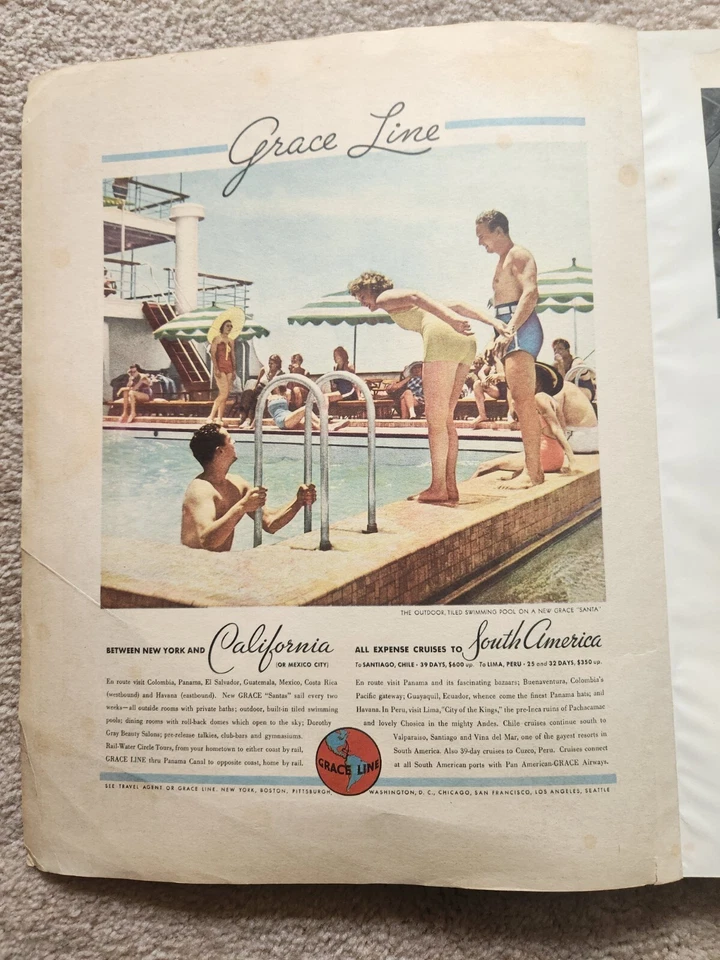 Grace Line
THE OUTDOOR, TILED SWIMMING POOL ON A NEW GRACE "SANTA"
BETWEEN NEW YORK AND California
(OR MEXICO CITY)
En route visit Colombia, Panama, El Salvador, Guatemala, Mexico, Costa Rica
(westbound) and Havana (eastbound). New GRACE "Santas" sail every two
weeks—all outside rooms with private baths; outdoor, built-in tiled swimming
pools; dining rooms with roll-back domes which open to the sky; Dorothy
Gray Beauty Salons; pre-release talkies, club-bars and gymnasiums.
Rail-Water Circle Tours, from your hometown to either coast by rail,
GRACE LINE thru Panama Canal to opposite coast, home by rail.
ALL EXPENSE CRUISES TO South America
To SANTIAGO, CHILE · 39 DAYS, $600 up. To LIMA, PERU · 25 and 32 DAYS, $350 up.
En route visit Panama and its fascinating bazaars; Buenaventura, Colombia's
Pacific gateway; Guayaquil, Ecuador, whence come the finest Panama hats; and
Havana. In Peru, visit Lima, "City of the Kings," the pre-Inca ruins of Pachacamac
and lovely Chosica in the mighty Andes. Chile cruises continue south to
Valparaiso, Santiago and Vina del Mar, one of the gayest resorts in
South America. Also 39-day cruises to Cuzco, Peru. Cruises connect
at all South American ports with Pan American-GRACE Airways.
GRACE LINE
SEE TRAVEL AGENT OR GRACE LINE. NEW YORK, BOSTON, PITTSBURGH, WASHINGTON, D. C., CHICAGO, SAN FRANCISCO, LOS ANGELES, SEATTLE